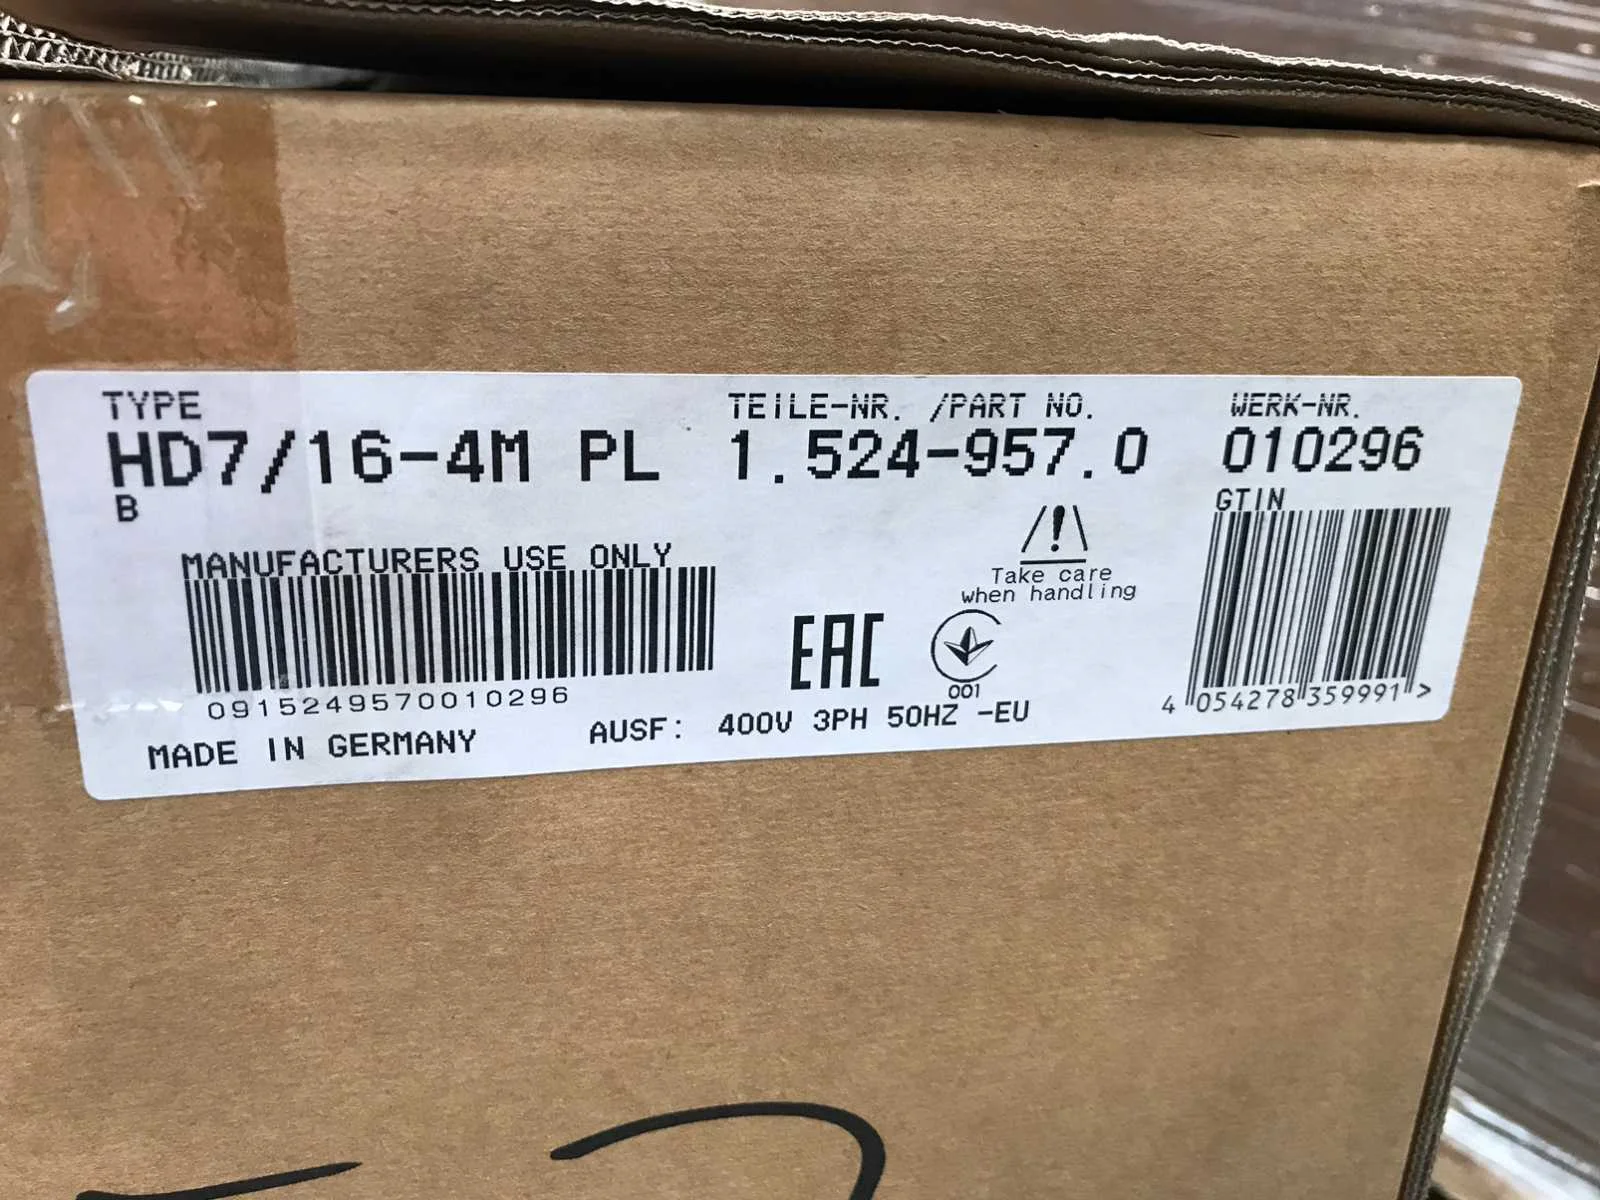 TYPE TEILE-NR. /PART NO. WERK-NR.
HD7/16-4M PL 1.524-957.0 010296
B
GTIN
MANUFACTURERS USE ONLY
Take care
when handling
EAC
001
0915249570010296
4 054278 359991 >
MADE IN GERMANY AUSF: 400V 3PH 50HZ -EU